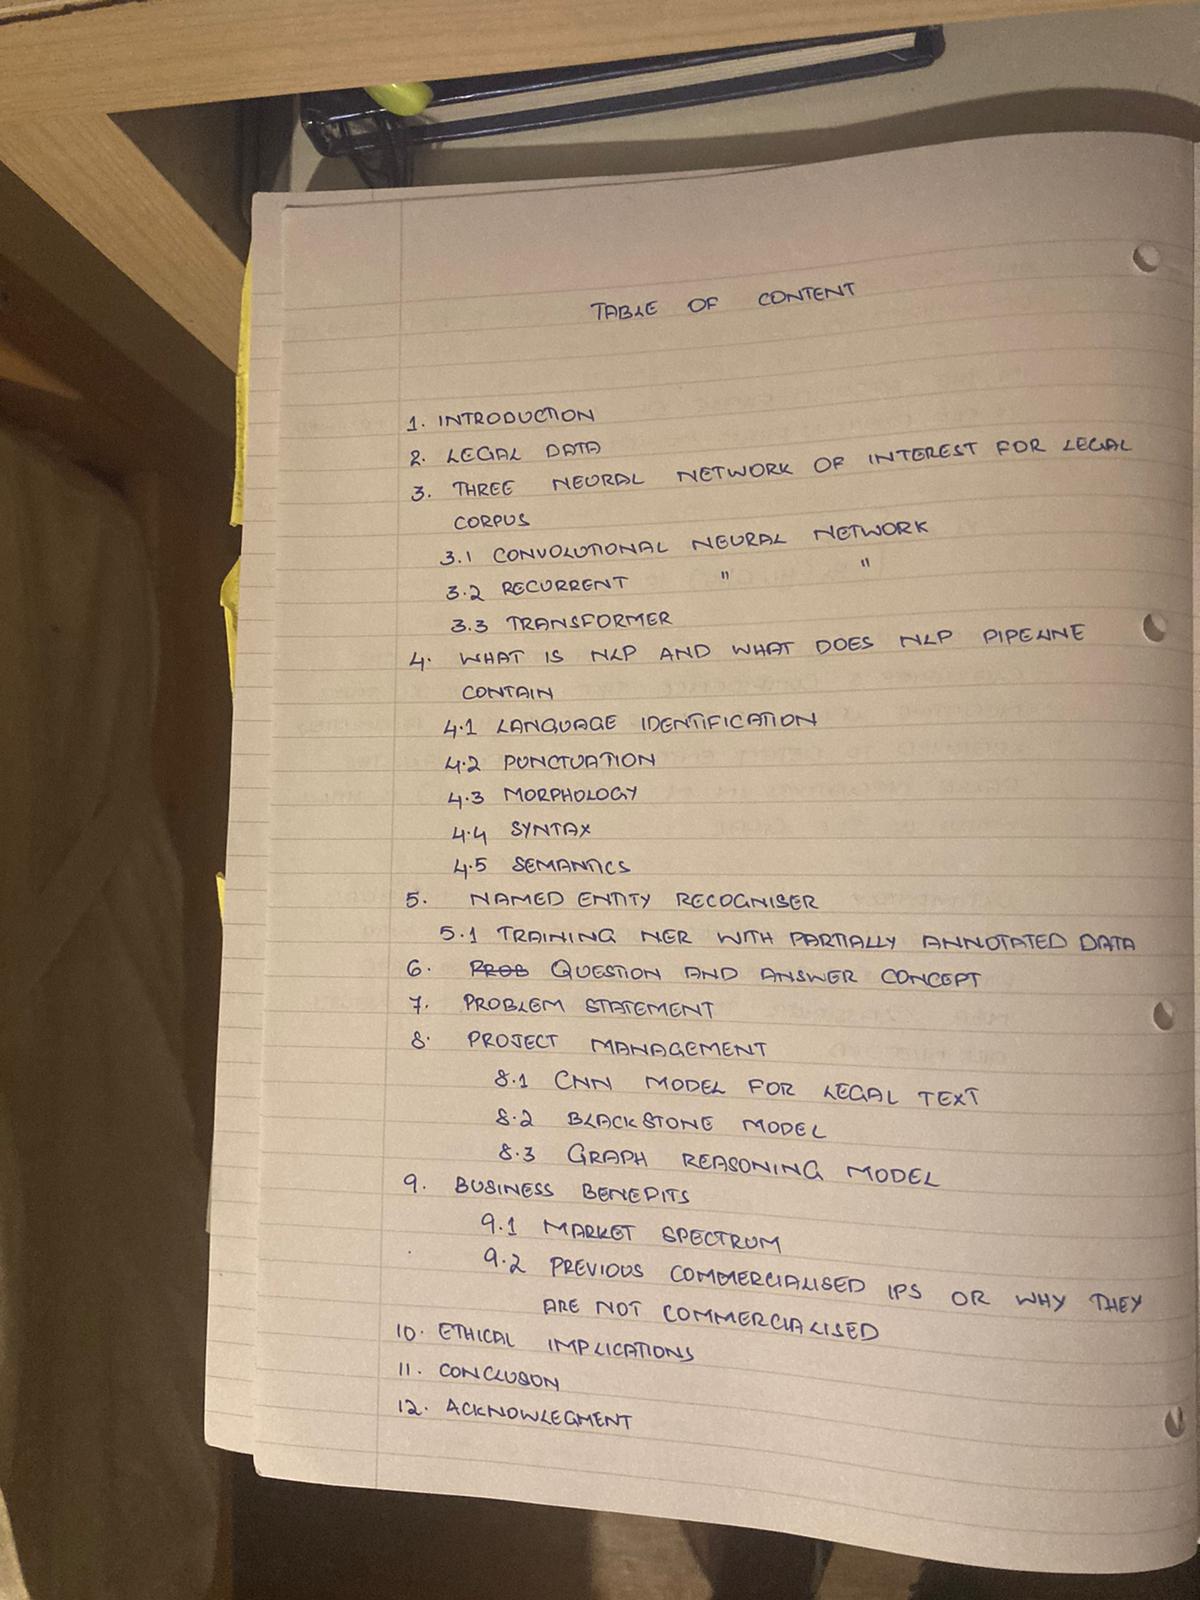 TABLE OF CONTENT
1. INTRODUCTION
2. LEGAL DATA
3. THREE NEURAL NETWORK OF INTEREST FOR LEGAL
CORPUS
3.1 CONVOLUTIONAL NEURAL NETWORK
3.2 RECURRENT " "
3.3 TRANSFORMER
4. WHAT IS NLP AND WHAT DOES NLP PIPELINE
CONTAIN
4.1 LANGUAGE IDENTIFICATION
4.2 PUNCTUATION
4.3 MORPHOLOGY
4.4 SYNTAX
4.5 SEMANTICS
5. NAMED ENTITY RECOGNISER
5.1 TRAINING NER WITH PARTIALLY ANNOTATED DATA
6. PROB QUESTION AND ANSWER CONCEPT
7. PROBLEM STATEMENT
8. PROJECT MANAGEMENT
8.1 CNN MODEL FOR LEGAL TEXT
8.2 BLACKSTONE MODEL
8.3 GRAPH REASONING MODEL
9. BUSINESS BENEFITS
9.1 MARKET SPECTRUM
9.2 PREVIOUS COMMERCIALISED IPS OR WHY THEY
ARE NOT COMMERCIALISED
10. ETHICAL IMPLICATIONS
11. CONCLUSON
12. ACKNOWLEGMENT